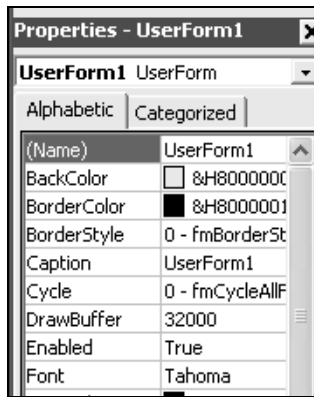 Properties - UserForm1
UserForm1 UserForm
Alphabetic Categorized
(Name) UserForm1
BackColor &H8000000
BorderColor &H8000001
BorderStyle 0 - fmBorderSt
Caption UserForm1
Cycle 0 - fmCycleAllF
DrawBuffer 32000
Enabled True
Font Tahoma